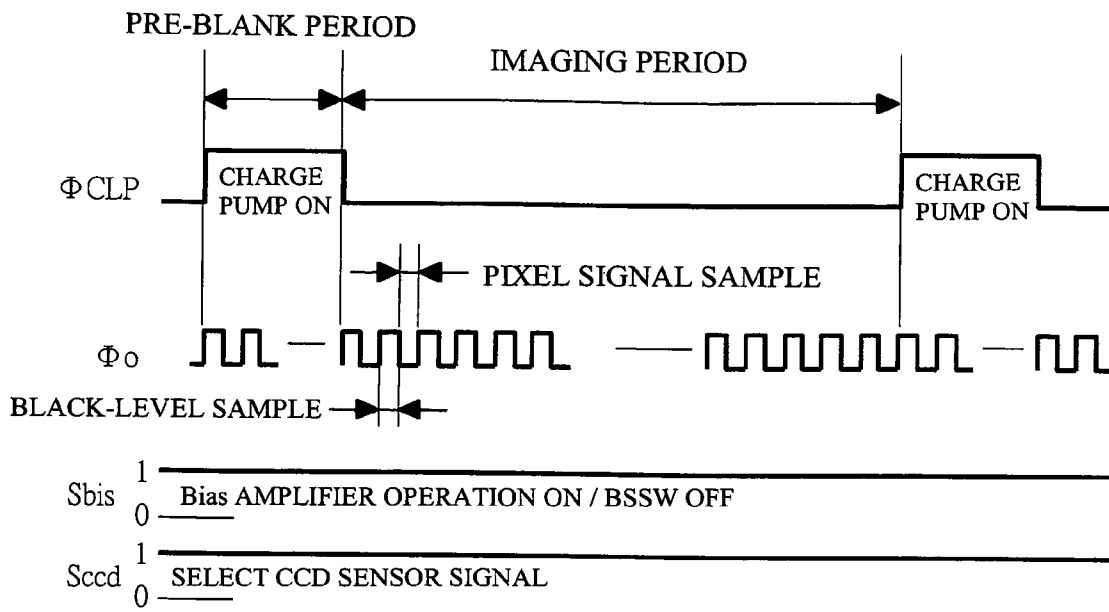 PRE-BLANK PERIOD
IMAGING PERIOD
ΦCLP
CHARGE
PUMP ON
CHARGE
PUMP ON
PIXEL SIGNAL SAMPLE
Φo
BLACK-LEVEL SAMPLE
Sbis
1
0
Bias AMPLIFIER OPERATION ON / BSSW OFF
Sccd
1
0
SELECT CCD SENSOR SIGNAL